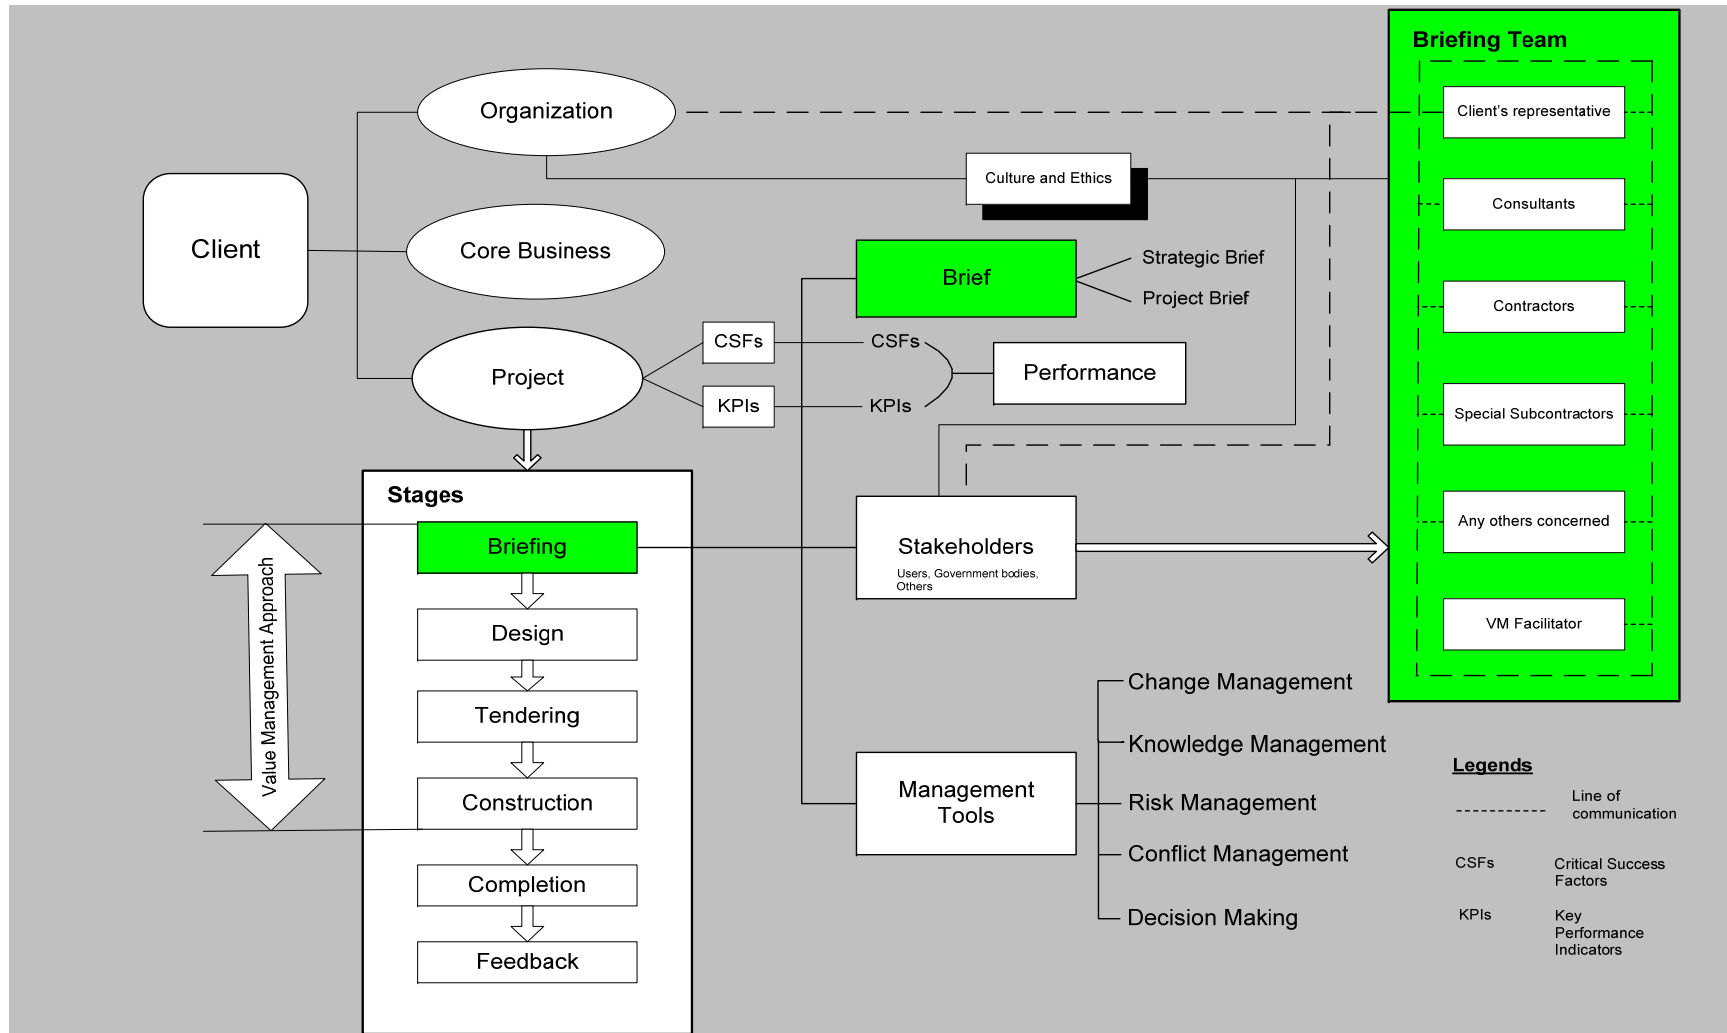 Client
Organization
Core Business
Project
CSFs
KPIs
CSFs
KPIs
Performance
Culture and Ethics
Brief
Strategic Brief
Project Brief
Stages
Briefing
Design
Tendering
Construction
Completion
Feedback
Value Management Approach
Stakeholders
Users, Government bodies,
Others
Management
Tools
Change Management
Knowledge Management
Risk Management
Conflict Management
Decision Making
Briefing Team
Client's representative
Consultants
Contractors
Special Subcontractors
Any others concerned
VM Facilitator
Legends
Line of
communication
CSFs
Critical Success
Factors
KPIs
Key
Performance
Indicators